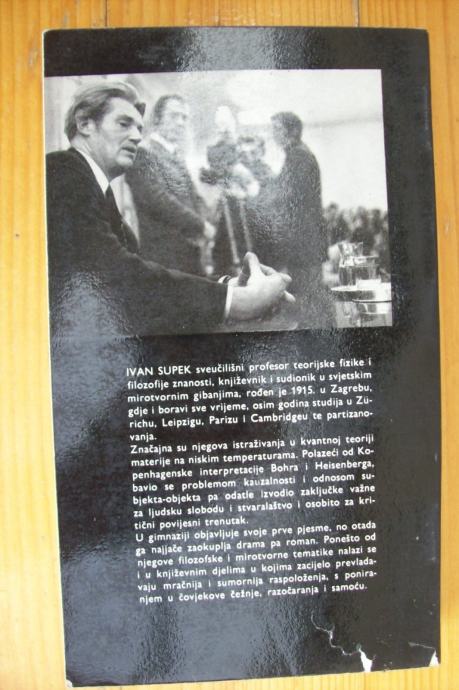 IVAN SUPEK sveučilišni profesor teorijske fizike i
filozofije znanosti, književnik i sudionik u svjetskim
mirotvornim gibanjima, rođen je 1915. u Zagrebu,
gdje i boravi sve vrijeme, osim godina studija u Zü-
richu, Leipzigu, Parizu i Cambridgeu te partizano-
vanja.
Značajna su njegova istraživanja u kvantnoj teoriji
materije na niskim temperaturama. Polazeći od Ko-
penhagenske interpretacije Bohra i Heisenberga,
bavio se problemom kauzalnosti i odnosom su-
bjekta-objekta pa odatle izvodio zaključke važne
za ljudsku slobodu i stvaralaštvo i osobito za kri-
tični povijesni trenutak.
U gimnaziji objavljuje svoje prve pjesme, no otada
ga najjače zaokuplja drama pa roman. Ponešto od
njegove filozofske i mirotvorne tematike nalazi se
i u književnim djelima u kojima zacijelo prevlada-
vaju mračnija i sumornija raspoloženja, s ponira-
njem u čovjekove čežnje, razočaranja i samoću.